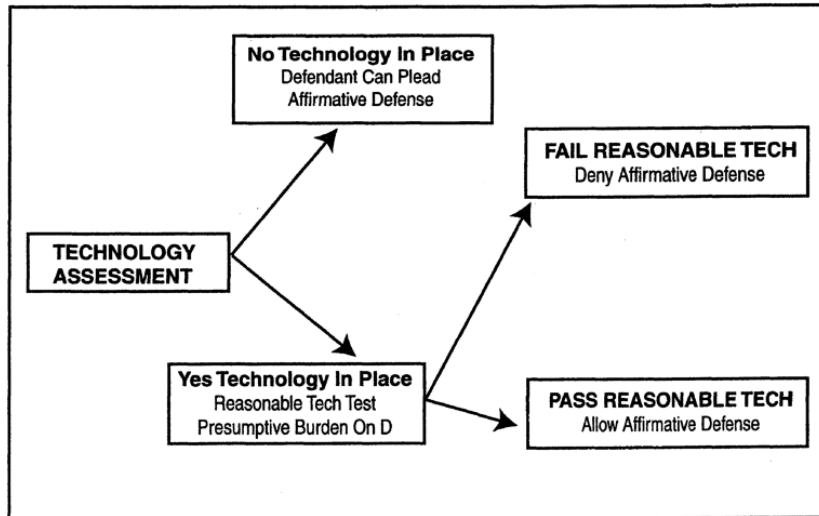 No Technology In Place
Defendant Can Plead
Affirmative Defense
FAIL REASONABLE TECH
Deny Affirmative Defense
TECHNOLOGY
ASSESSMENT
Yes Technology In Place
Reasonable Tech Test
Presumptive Burden On D
PASS REASONABLE TECH
Allow Affirmative Defense